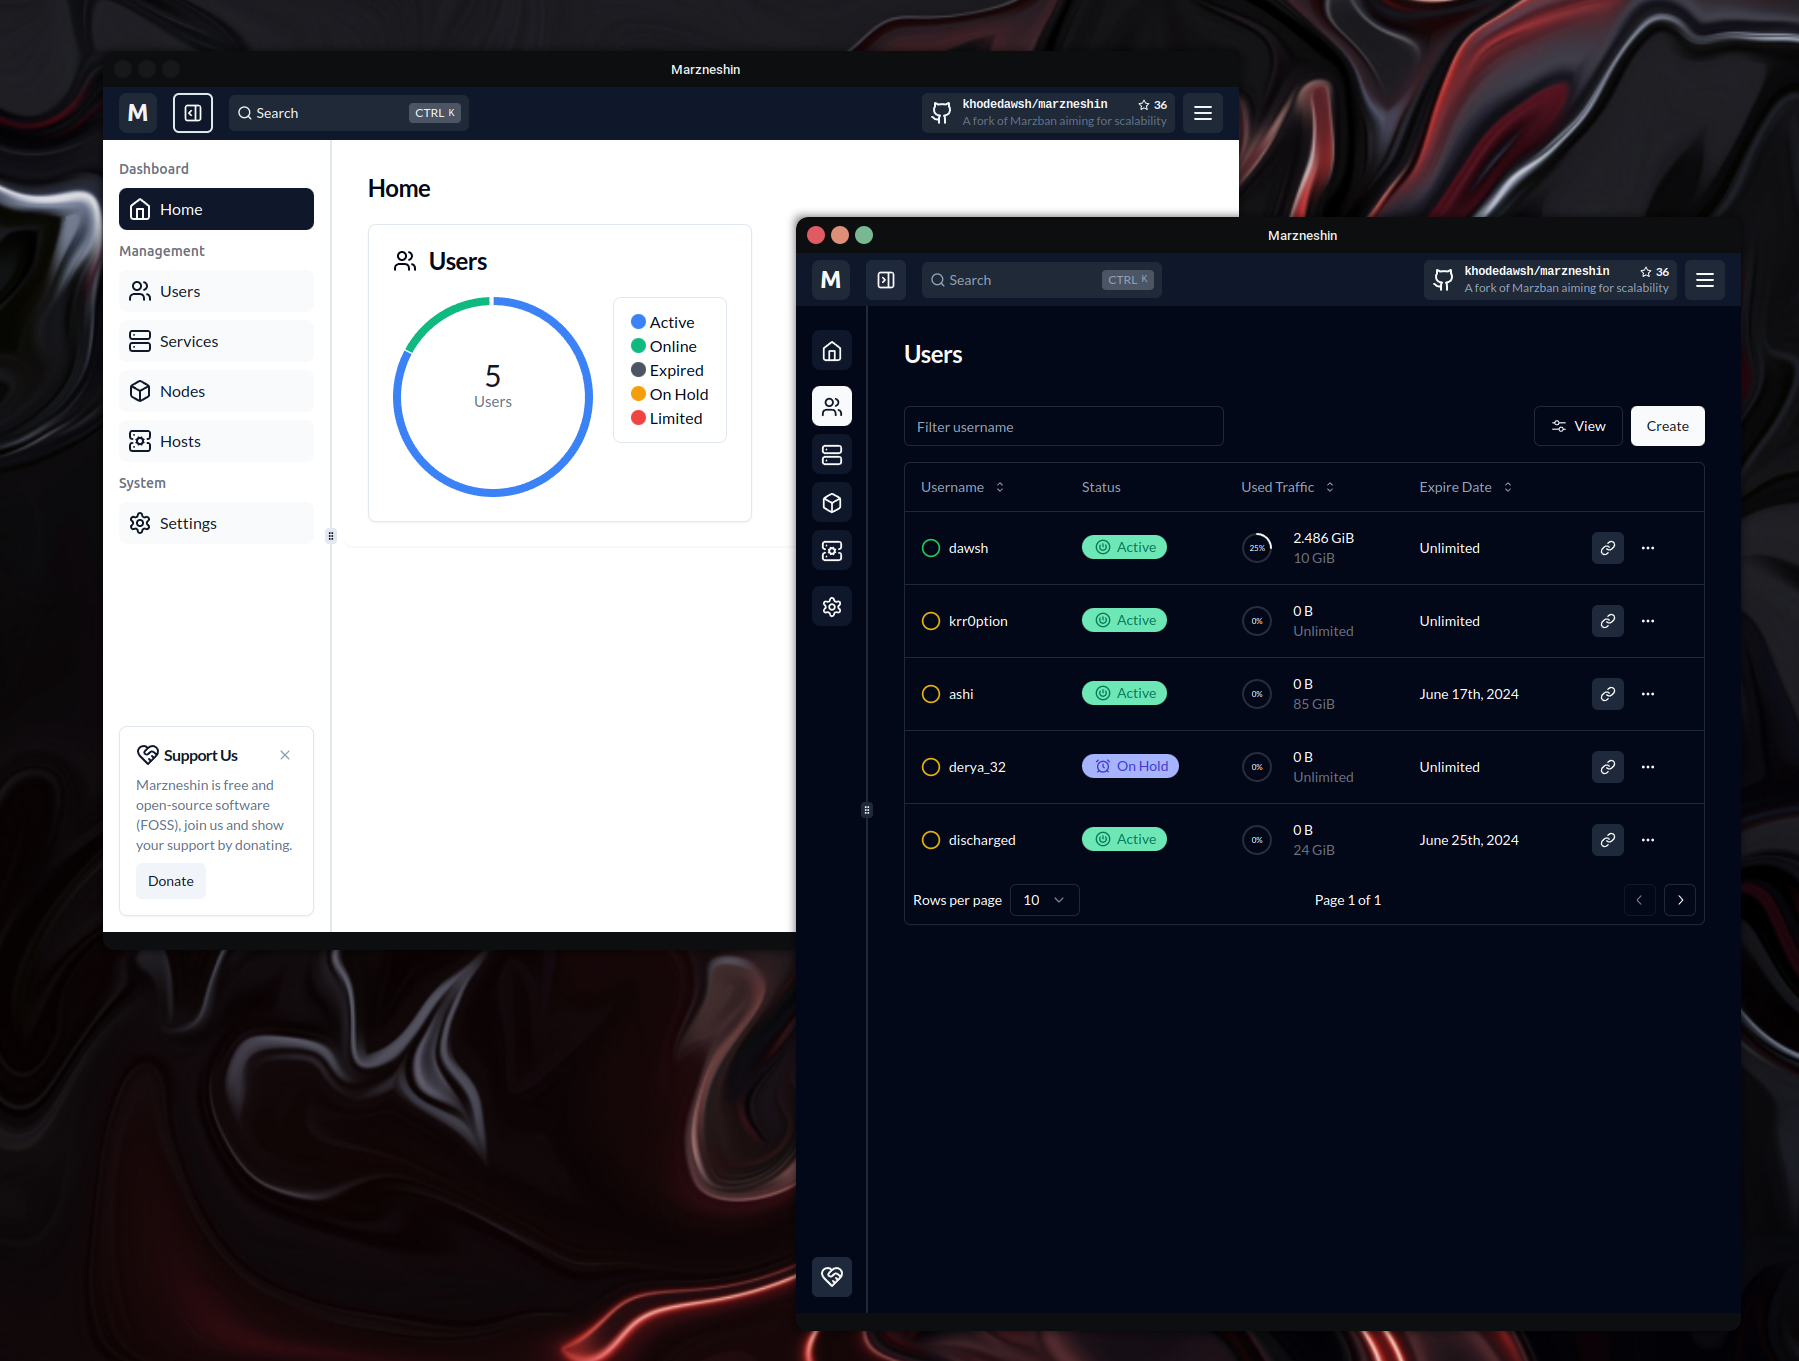 Marzneshin
M
Search
CTRL K
khodedawsh/marzneshin
36
A fork of Marzban aiming for scalability
Dashboard
Home
Management
Users
Services
Nodes
Hosts
System
Settings
Support Us
Marzneshin is free and
open-source software
(FOSS), join us and show
your support by donating.
Donate
Home
Users
5
Users
Active
Online
Expired
On Hold
Limited
Marzneshin
M
Search
CTRL K
khodedawsh/marzneshin
36
A fork of Marzban aiming for scalability
Users
Filter username
View
Create
Username
Status
Used Traffic
Expire Date
dawsh
Active
25%
2.486 GiB
10 GiB
Unlimited
krr0ption
Active
0%
0 B
Unlimited
Unlimited
ashi
Active
0%
0 B
85 GiB
June 17th, 2024
derya_32
On Hold
0%
0 B
Unlimited
Unlimited
discharged
Active
0%
0 B
24 GiB
June 25th, 2024
Rows per page
10
Page 1 of 1